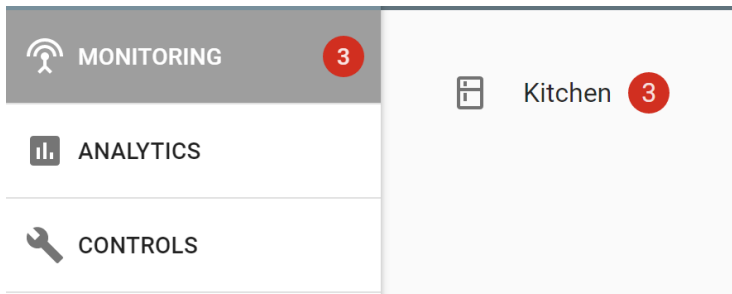 MONITORING 3
ANALYTICS
CONTROLS
Kitchen 3